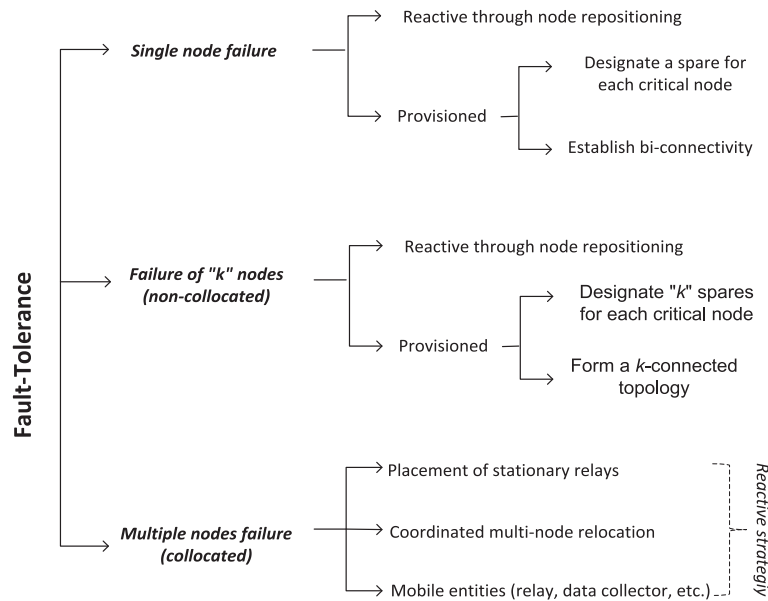 Fault-Tolerance
Single node failure
Reactive through node repositioning
Provisioned
Designate a spare for
each critical node
Establish bi-connectivity
Failure of "k" nodes
(non-collocated)
Reactive through node repositioning
Provisioned
Designate "k" spares
for each critical node
Form a k-connected
topology
Multiple nodes failure
(collocated)
Placement of stationary relays
Coordinated multi-node relocation
Mobile entities (relay, data collector, etc.)
Reactive strategiy